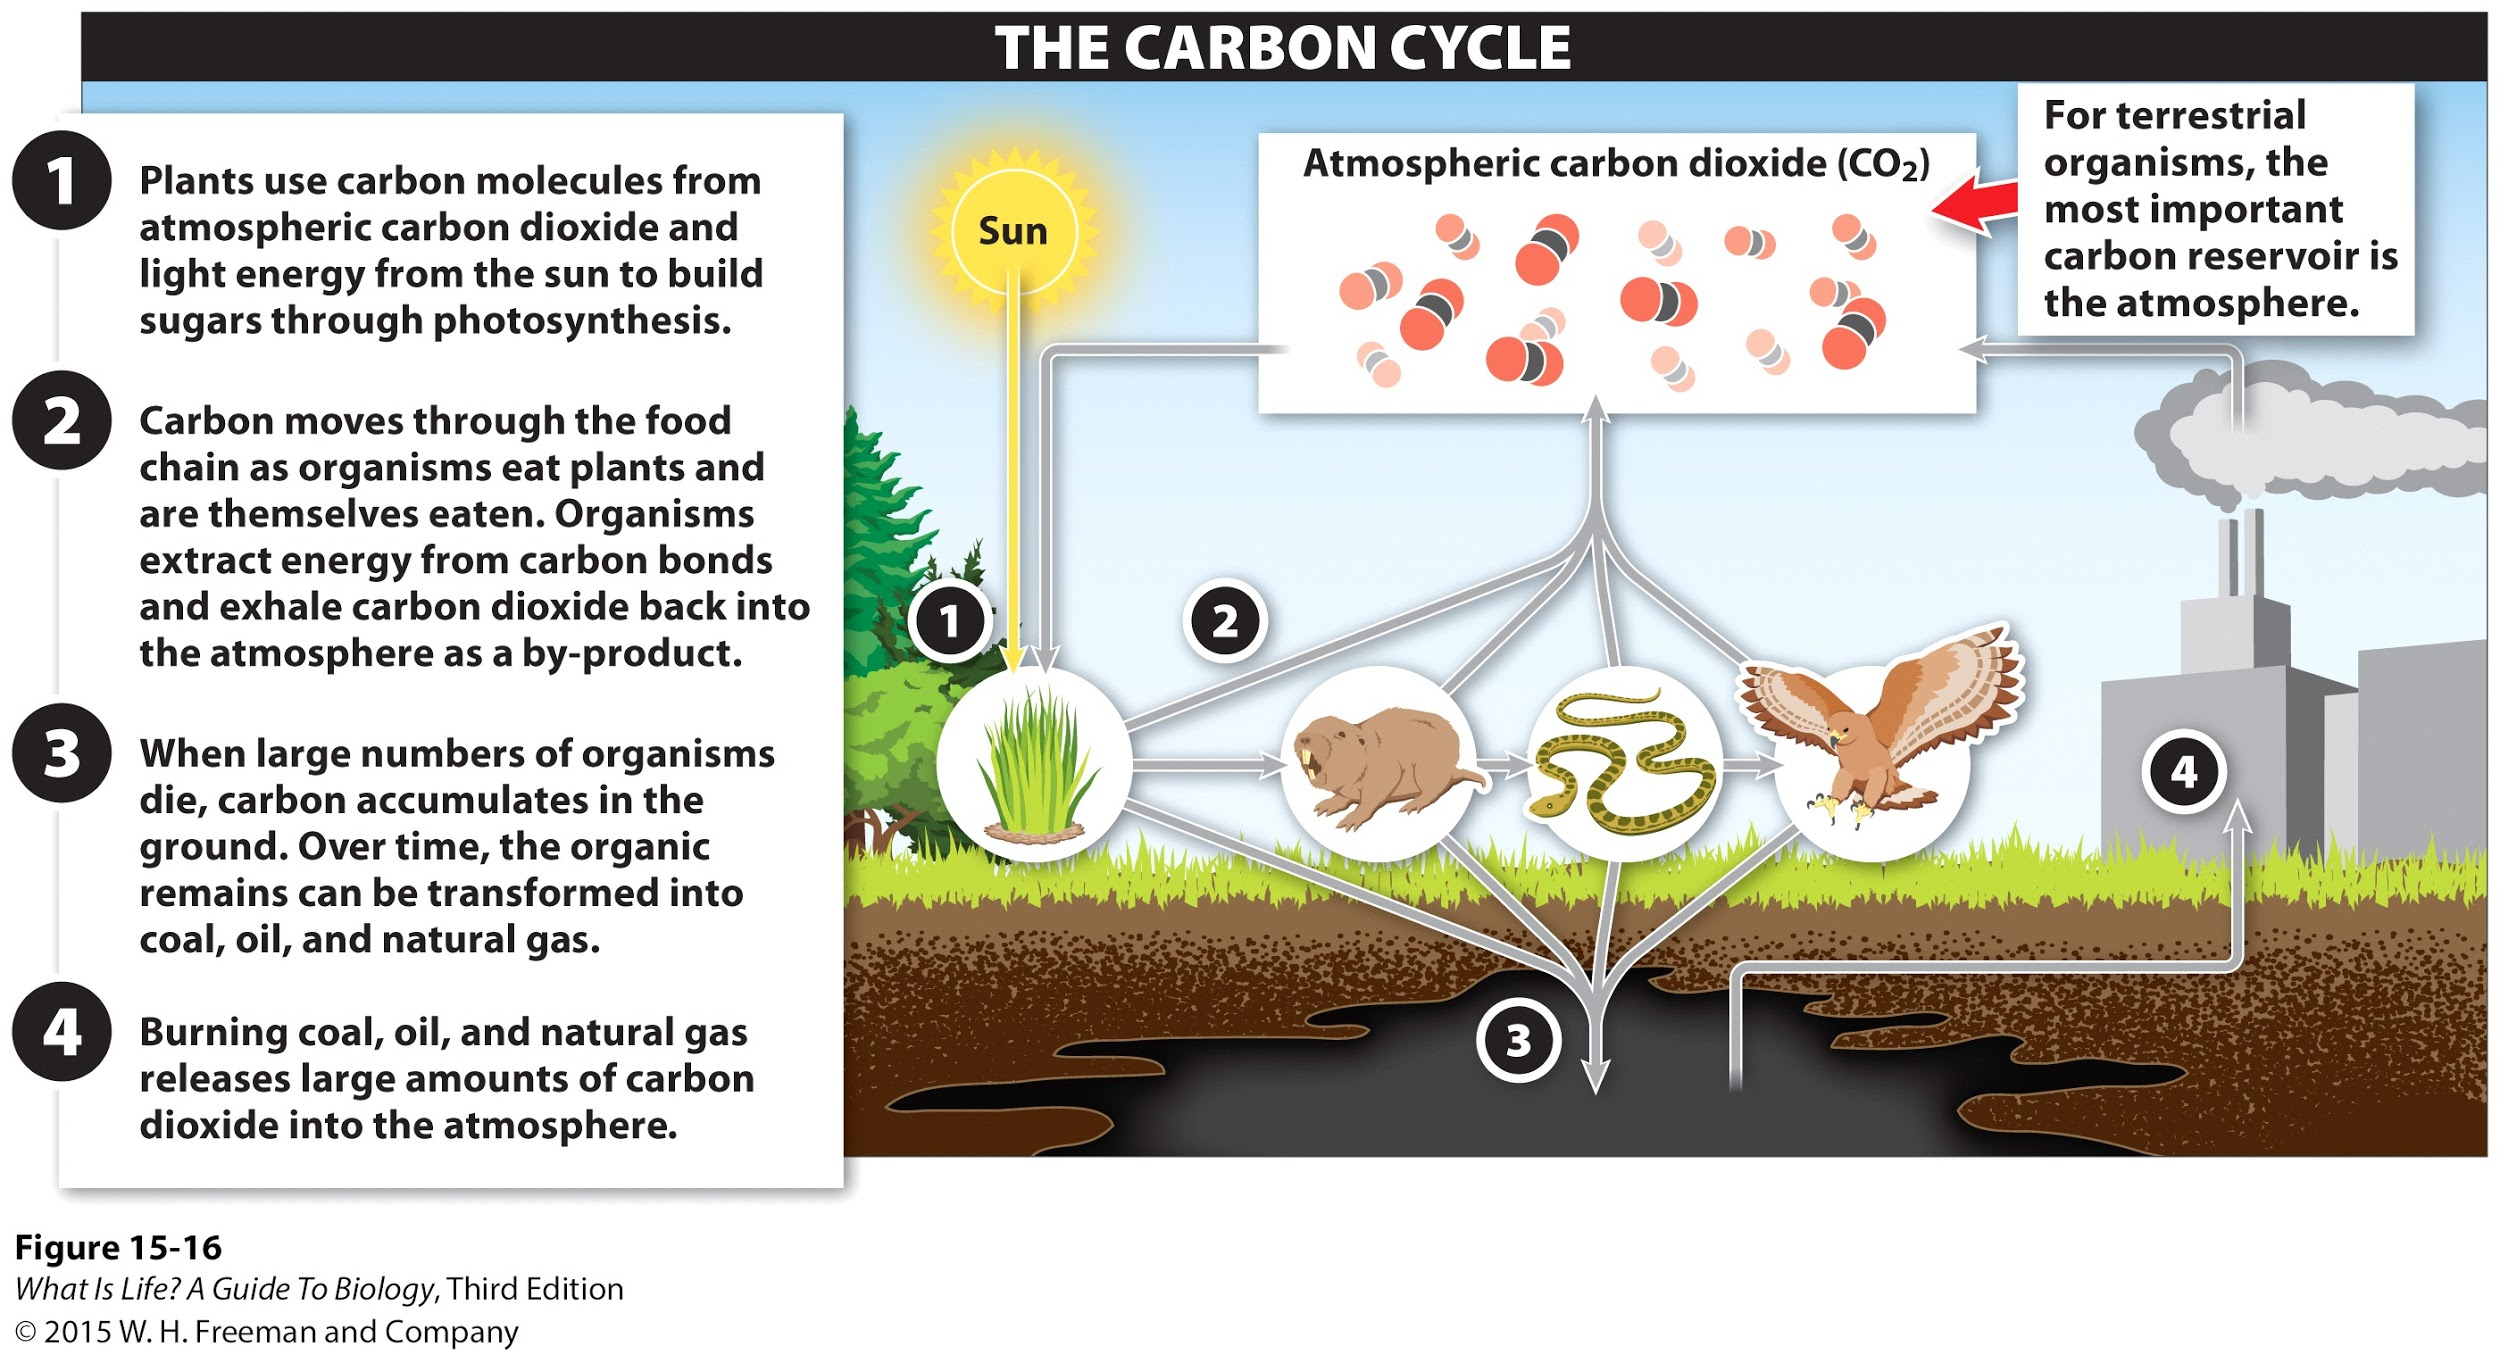 THE CARBON CYCLE
1
Plants use carbon molecules from
atmospheric carbon dioxide and
light energy from the sun to build
sugars through photosynthesis.
2
Carbon moves through the food
chain as organisms eat plants and
are themselves eaten. Organisms
extract energy from carbon bonds
and exhale carbon dioxide back into
the atmosphere as a by-product.
3
When large numbers of organisms
die, carbon accumulates in the
ground. Over time, the organic
remains can be transformed into
coal, oil, and natural gas.
4
Burning coal, oil, and natural gas
releases large amounts of carbon
dioxide into the atmosphere.
Sun
Atmospheric carbon dioxide (CO₂)
For terrestrial
organisms, the
most important
carbon reservoir is
the atmosphere.
1
2
4
3
Figure 15-16
What Is Life? A Guide To Biology, Third Edition
© 2015 W. H. Freeman and Company